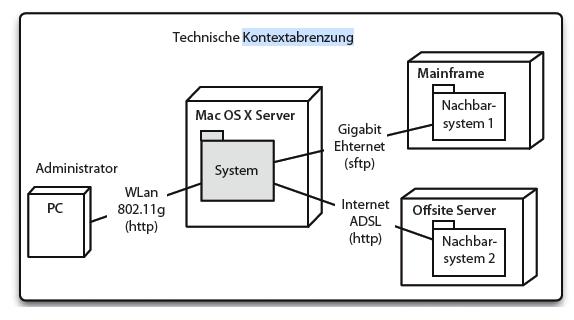 Technische Kontextabrenzung
Mainframe
Nachbar-
system 1
Mac OS X Server
System
Gigabit
Ehternet
(sftp)
Administrator
PC
WLan
802.11g
(http)
Internet
ADSL
(http)
Offsite Server
Nachbar-
system 2